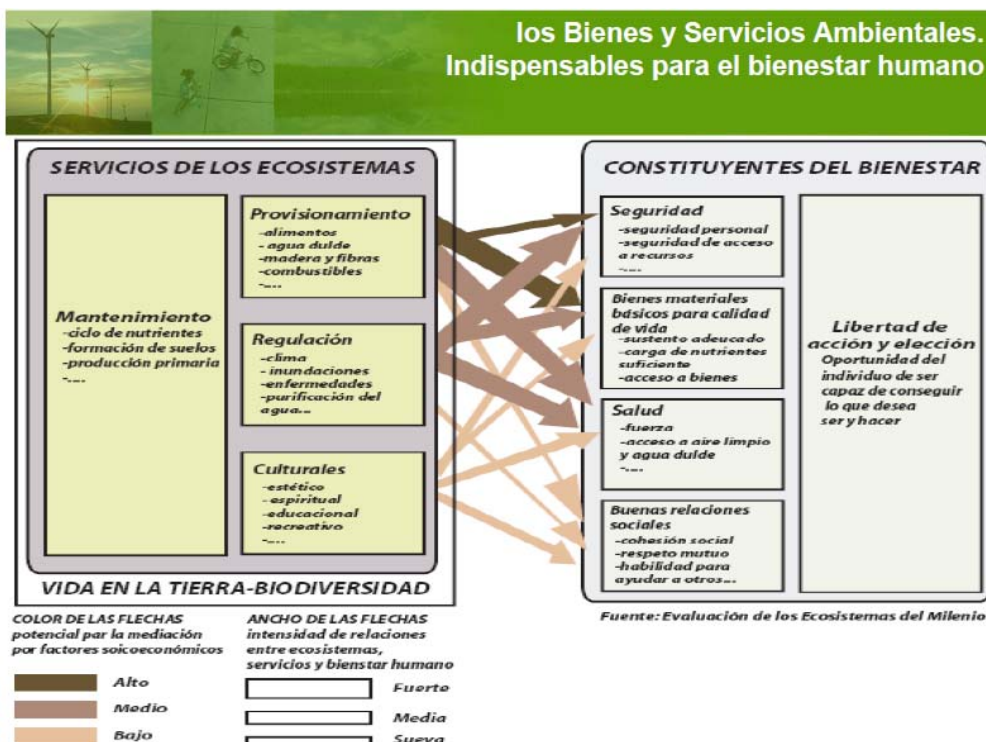 los Bienes y Servicios Ambientales.
Indispensables para el bienestar humano
SERVICIOS DE LOS ECOSISTEMAS
Mantenimiento
-ciclo de nutrientes
-formación de suelos
-producción primaria
-....
Provisionamiento
-alimentos
- agua dulde
-madera y fibras
-combustibles
-....
Regulación
-clima
- inundaciones
-enfermedades
-purificación del
agua...
Culturales
-estético
- espiritual
-educacional
-recreativo
-....
VIDA EN LA TIERRA-BIODIVERSIDAD
CONSTITUYENTES DEL BIENESTAR
Seguridad
-seguridad personal
-seguridad de acceso
a recursos
-....
Bienes materiales
básicos para calidad
de vida
-sustento adeucado
-carga de nutrientes
suficiente
-acceso a bienes
Salud
-fuerza
-acceso a aire limpio
y agua dulde
-....
Buenas relaciones
sociales
-cohesión social
-respeto mutuo
-habilidad para
ayudar a otros...
Libertad de
acción y elección
Oportunidad del
individuo de ser
capaz de conseguir
lo que desea
ser y hacer
Fuente: Evaluación de los Ecosistemas del Milenio
COLOR DE LAS FLECHAS
potencial par la mediación
por factores soicoeconómicos
Alto
Medio
Bajo
ANCHO DE LAS FLECHAS
intensidad de relaciones
entre ecosistemas,
servicios y bienstar humano
Fuerte
Media
Sueva